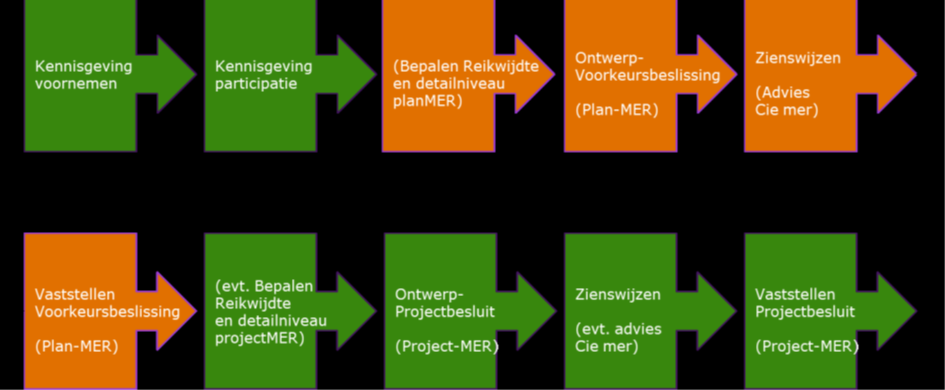 Kennisgeving
voornemen
Kennisgeving
participatie
(Bepalen Reikwijdte
en detailniveau
planMER)
Ontwerp-
Voorkeursbeslissing
(Plan-MER)
Zienswijzen
(Advies
Cie mer)
Vaststellen
Voorkeursbeslissing
(Plan-MER)
(evt. Bepalen
Reikwijdte
en detailniveau
projectMER)
Ontwerp-
Projectbesluit
(Project-MER)
Zienswijzen
(evt. advies
Cie mer)
Vaststellen
Projectbesluit
(Project-MER)